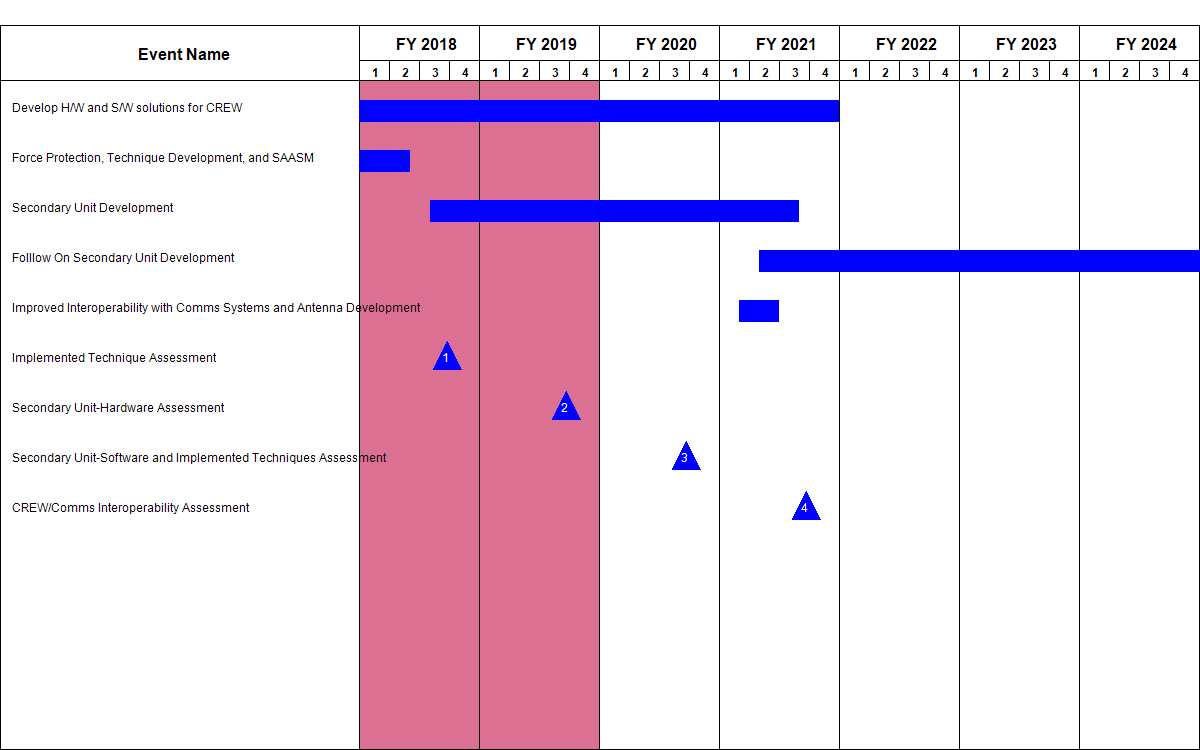 Event Name
FY 2018 FY 2019 FY 2020 FY 2021 FY 2022 FY 2023 FY 2024
1 2 3 4 1 2 3 4 1 2 3 4 1 2 3 4 1 2 3 4 1 2 3 4 1 2 3 4
Develop H/W and S/W solutions for CREW
Force Protection, Technique Development, and SAASM
Secondary Unit Development
Folllow On Secondary Unit Development
Improved Interoperability with Comms Systems and Antenna Development
Implemented Technique Assessment 1
Secondary Unit-Hardware Assessment 2
Secondary Unit-Software and Implemented Techniques Assessment 3
CREW/Comms Interoperability Assessment 4